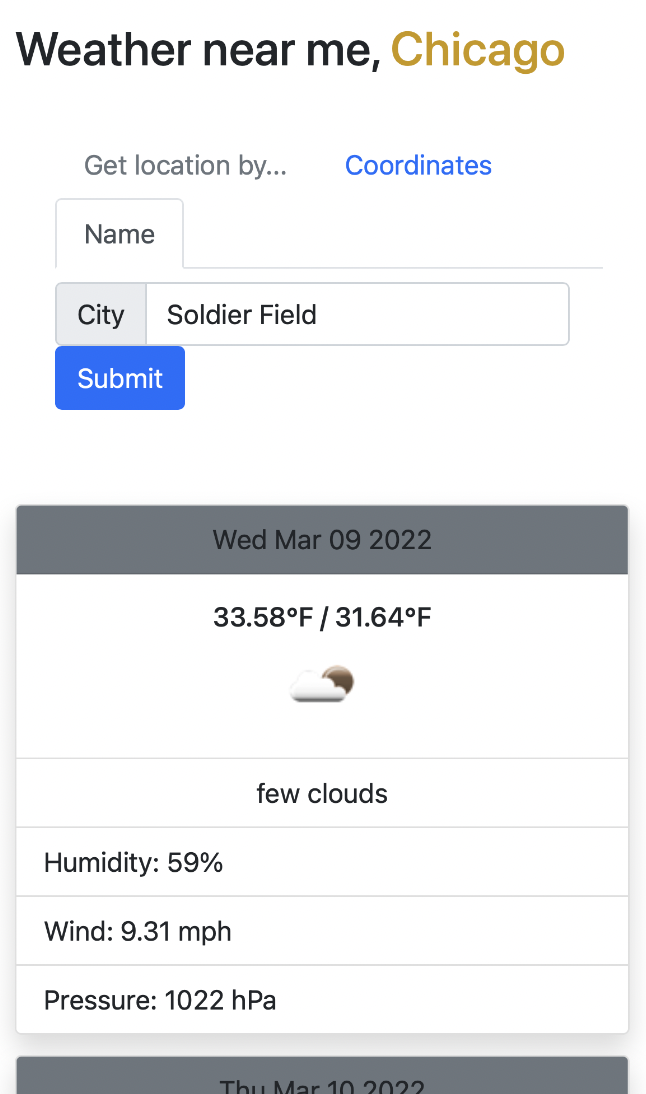 Weather near me, Chicago
Get location by... Coordinates
Name
City Soldier Field
Submit
Wed Mar 09 2022
33.58°F / 31.64°F
few clouds
Humidity: 59%
Wind: 9.31 mph
Pressure: 1022 hPa
Thu Mar 10 2022